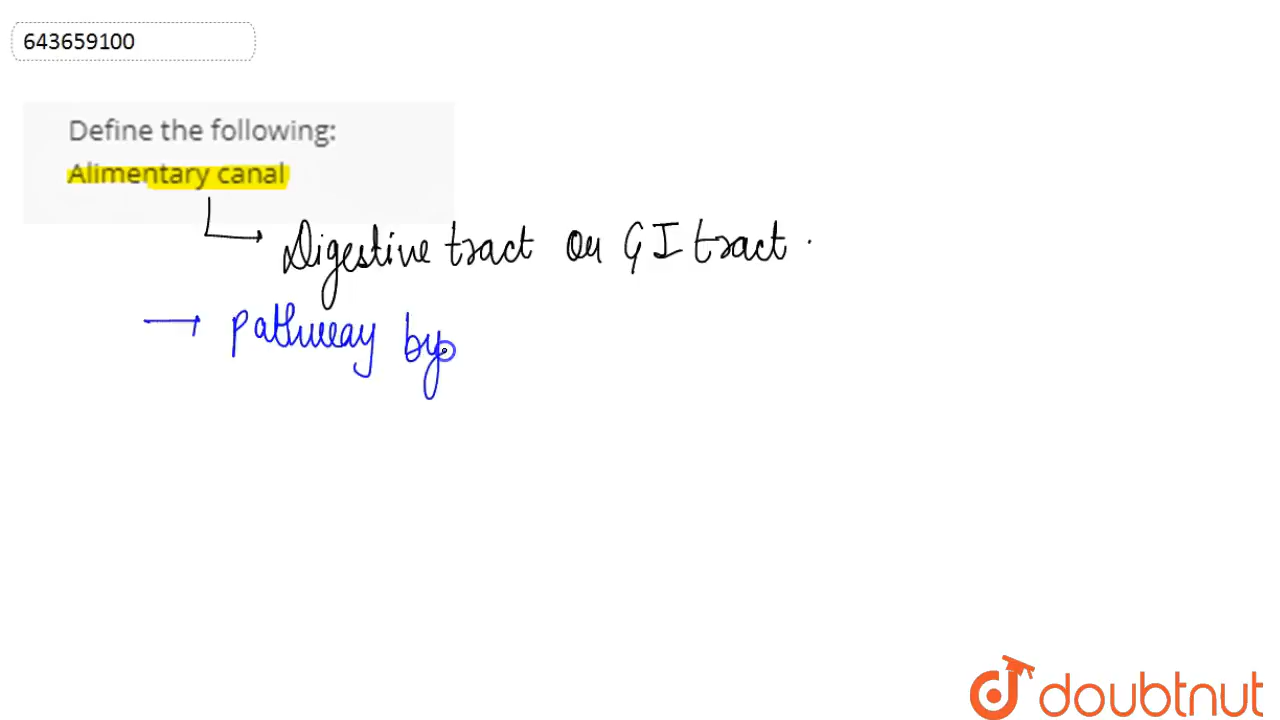 643659100
Define the following:
Alimentary canal
Digestive tract or GI tract.
Pathway by
doubtnut